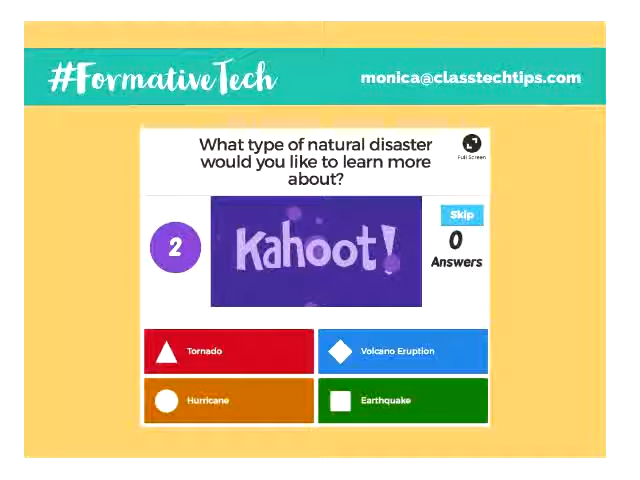 #FormativeTech
monica@classtechtips.com
What type of natural disaster
would you like to learn more
about?
Full Screen
2
Kahoot!
Skip
0
Answers
Tornado
Volcano Eruption
Hurricane
Earthquake